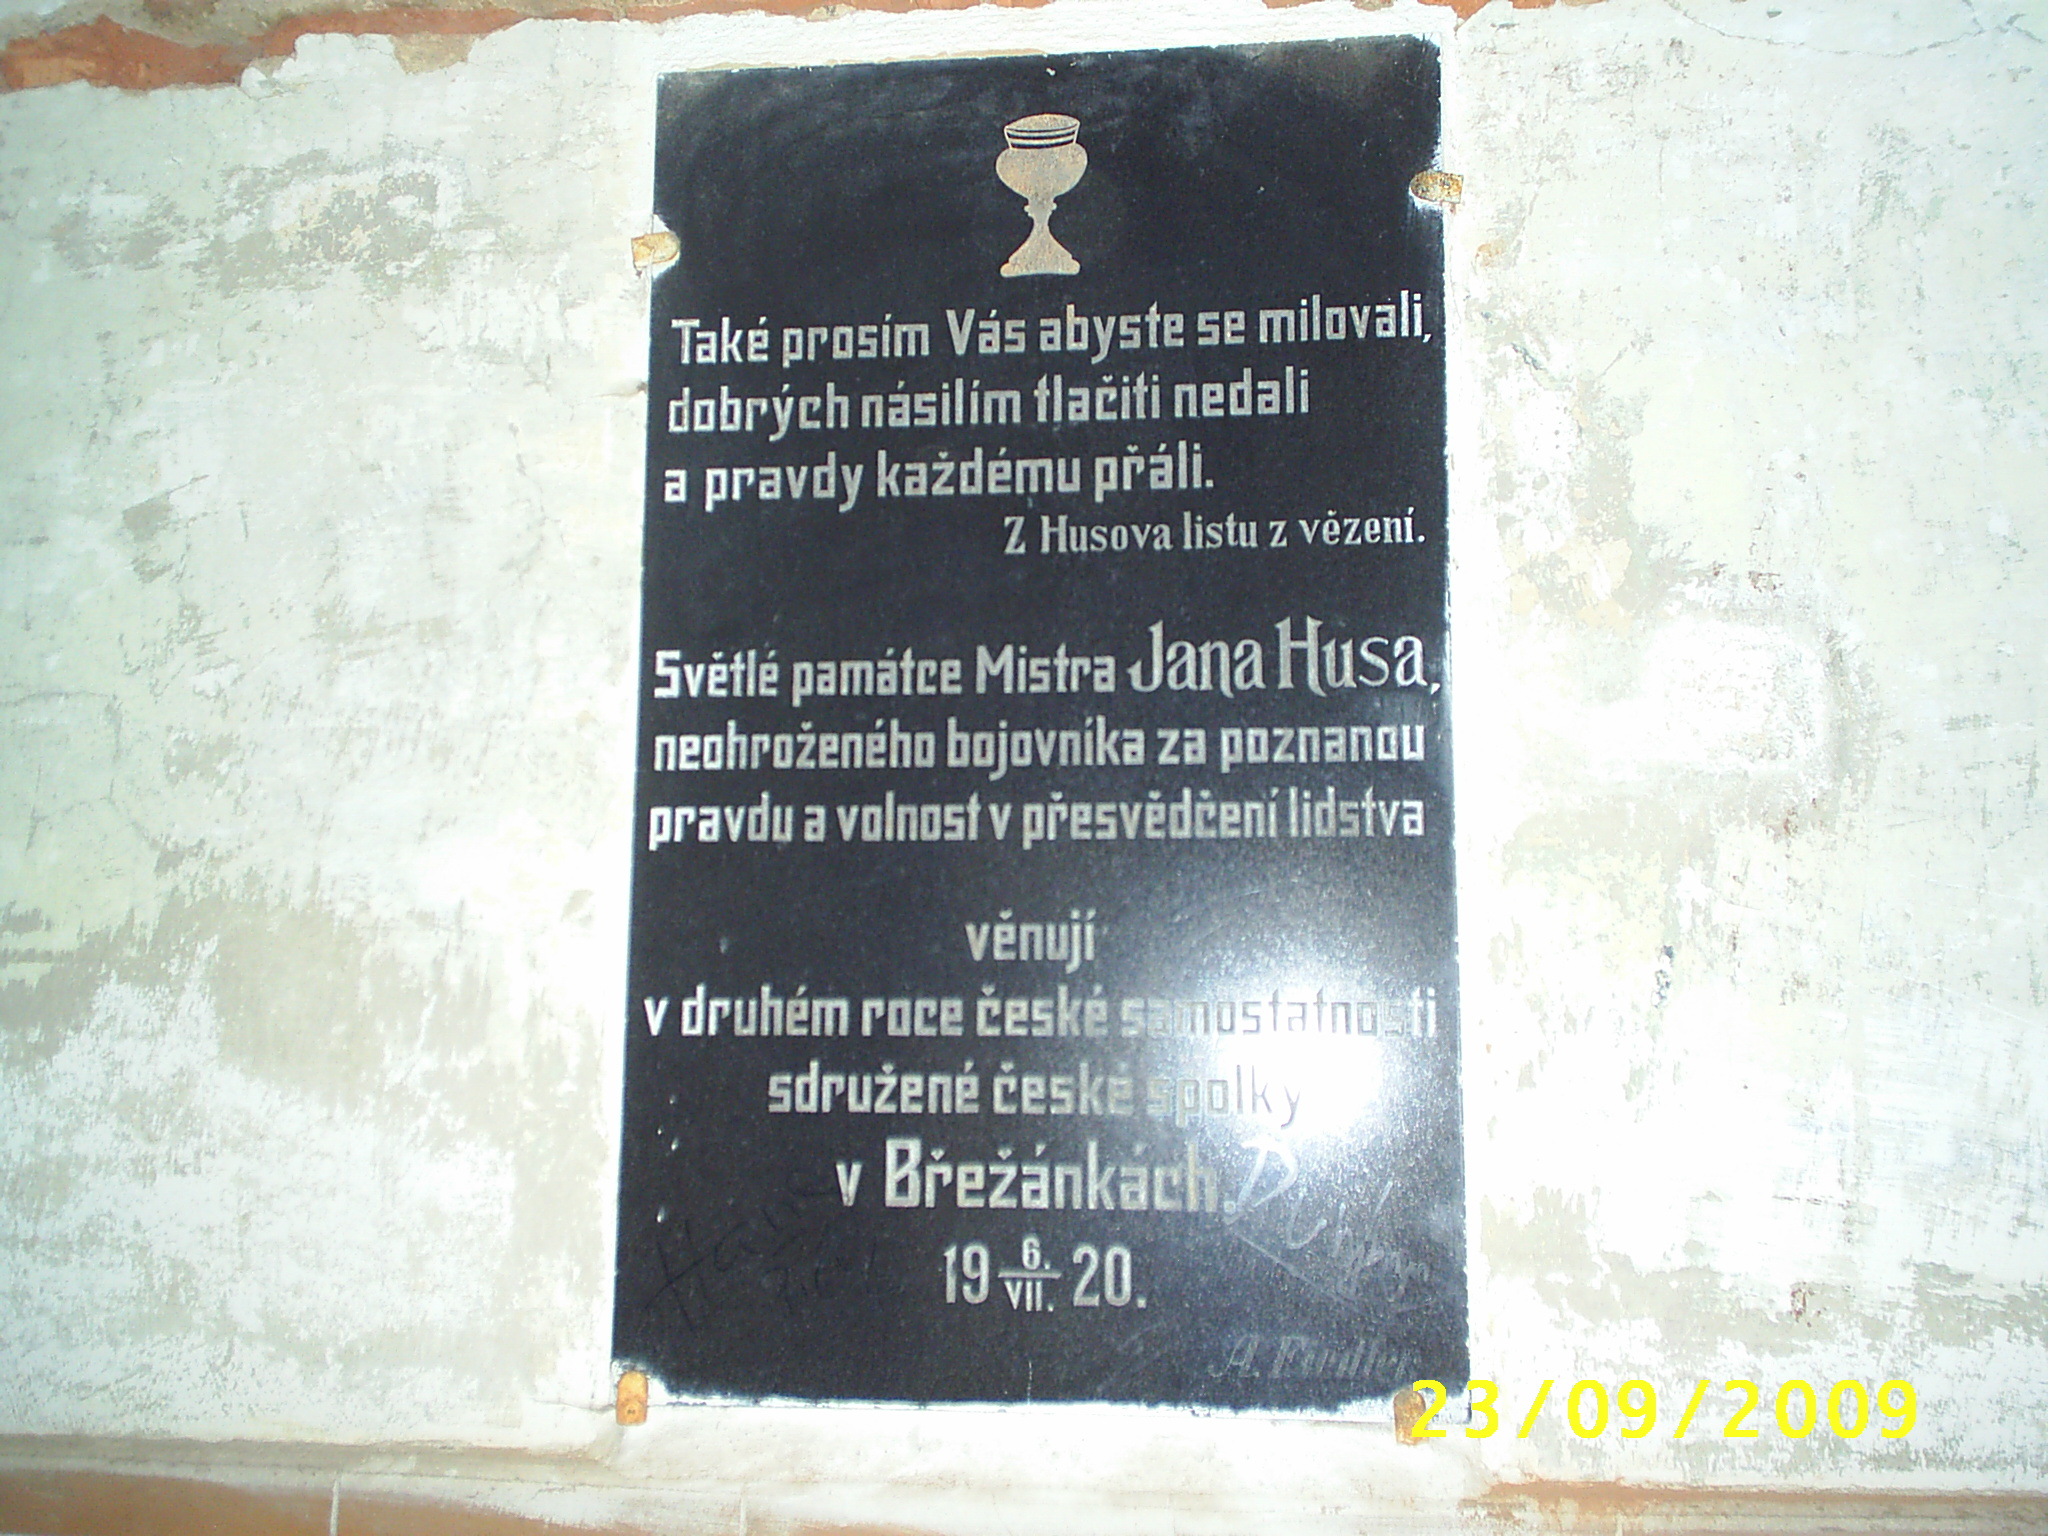 Také prosím Vás abyste se milovali,
dobrých násilím tlačiti nedali
a pravdy každému přáli.
Z Husova listu z vězení.
Světlé památce Mistra Jana Husa,
neohroženého bojovníka za poznanou
pravdu a volnost v přesvědčení lidstva
věnují
v druhém roce české samostatnosti
sdružené české spolky
v Břežánkách.
19 6./VII. 20.
23/09/2009